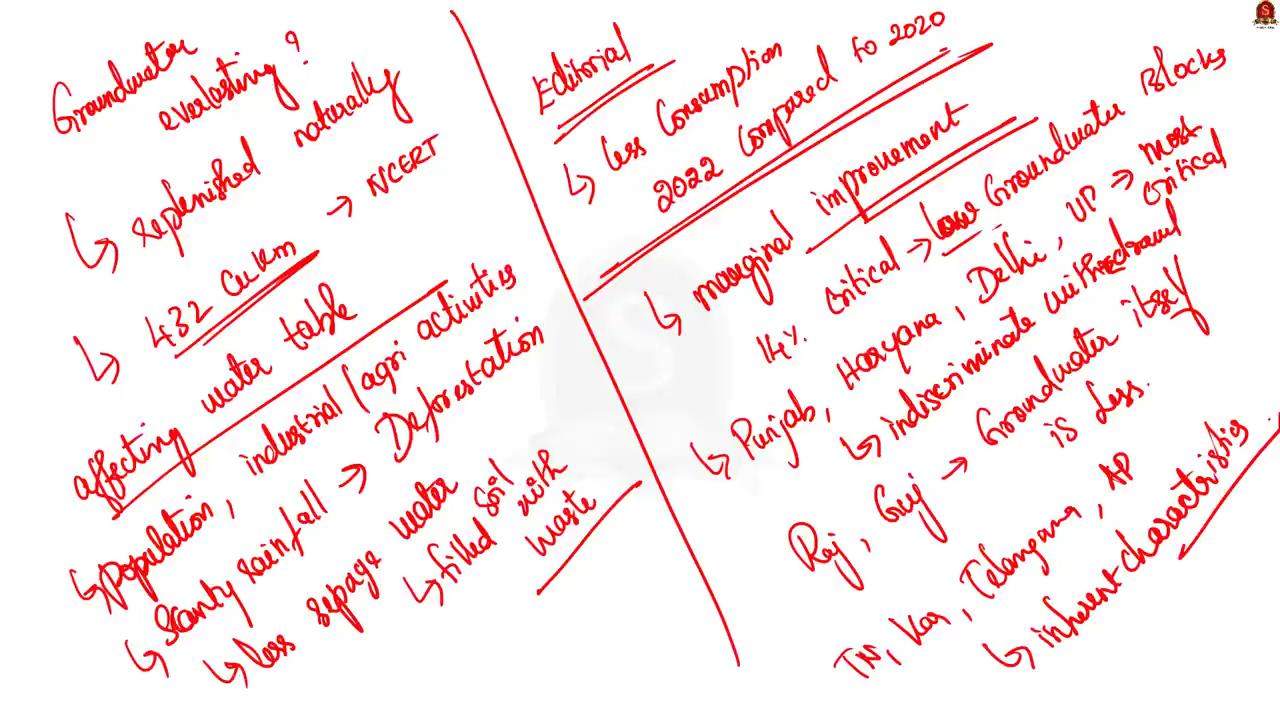 Groundwater
everlasting?
↳ replenished naturally
↳ 432 cu km → NCERT
affecting water table
↳ population, industrial/agri activities
↳ Scanty rainfall → Deforestation
↳ less sepage water
↳ filled soil with
waste
Editorial
↳ less Consumption
2022 Compared to 2020
↳ marginal improvement
14% critical → low Groundwater Blocks
↳ Punjab, Haryana, Delhi, UP → most
critical
↳ indiscriminate withdrawl
Raj, Guj → Groundwater itself
is less.
TN, Kar, Telangana, AP
↳ inherent characteristics